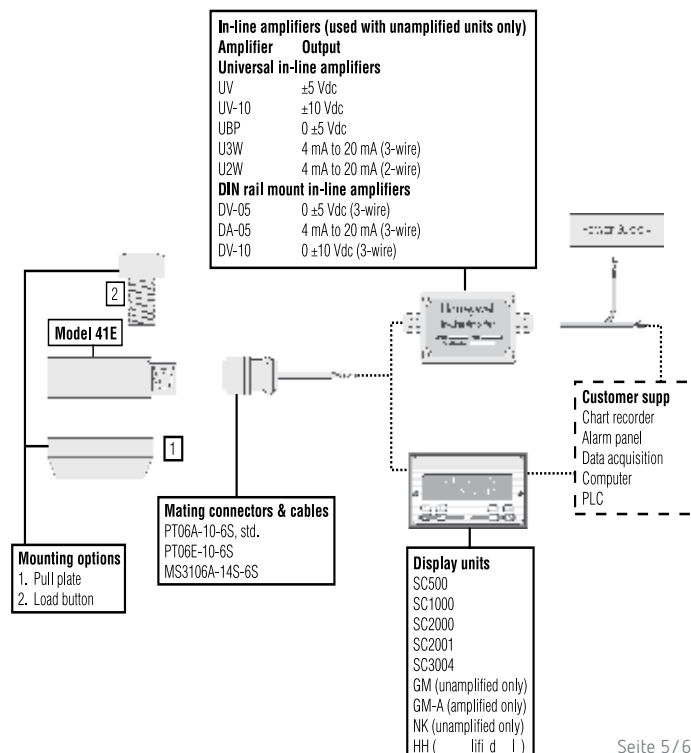 In-line amplifiers (used with unamplified units only)
Amplifier Output
Universal in-line amplifiers
UV ±5 Vdc
UV-10 ±10 Vdc
UBP 0 ±5 Vdc
U3W 4 mA to 20 mA (3-wire)
U2W 4 mA to 20 mA (2-wire)
DIN rail mount in-line amplifiers
DV-05 0 ±5 Vdc (3-wire)
DA-05 4 mA to 20 mA (3-wire)
DV-10 0 ±10 Vdc (3-wire)
Power Supply
2
Honeywell
In-Line Amplifier
Model 41E
1
Customer supp
Chart recorder
Alarm panel
Data acquisition
Computer
PLC
Mating connectors & cables
PT06A-10-6S, std.
PT06E-10-6S
MS3106A-14S-6S
Mounting options
1. Pull plate
2. Load button
Display units
SC500
SC1000
SC2000
SC2001
SC3004
GM (unamplified only)
GM-A (amplified only)
NK (unamplified only)
HH (
Seite 5/6